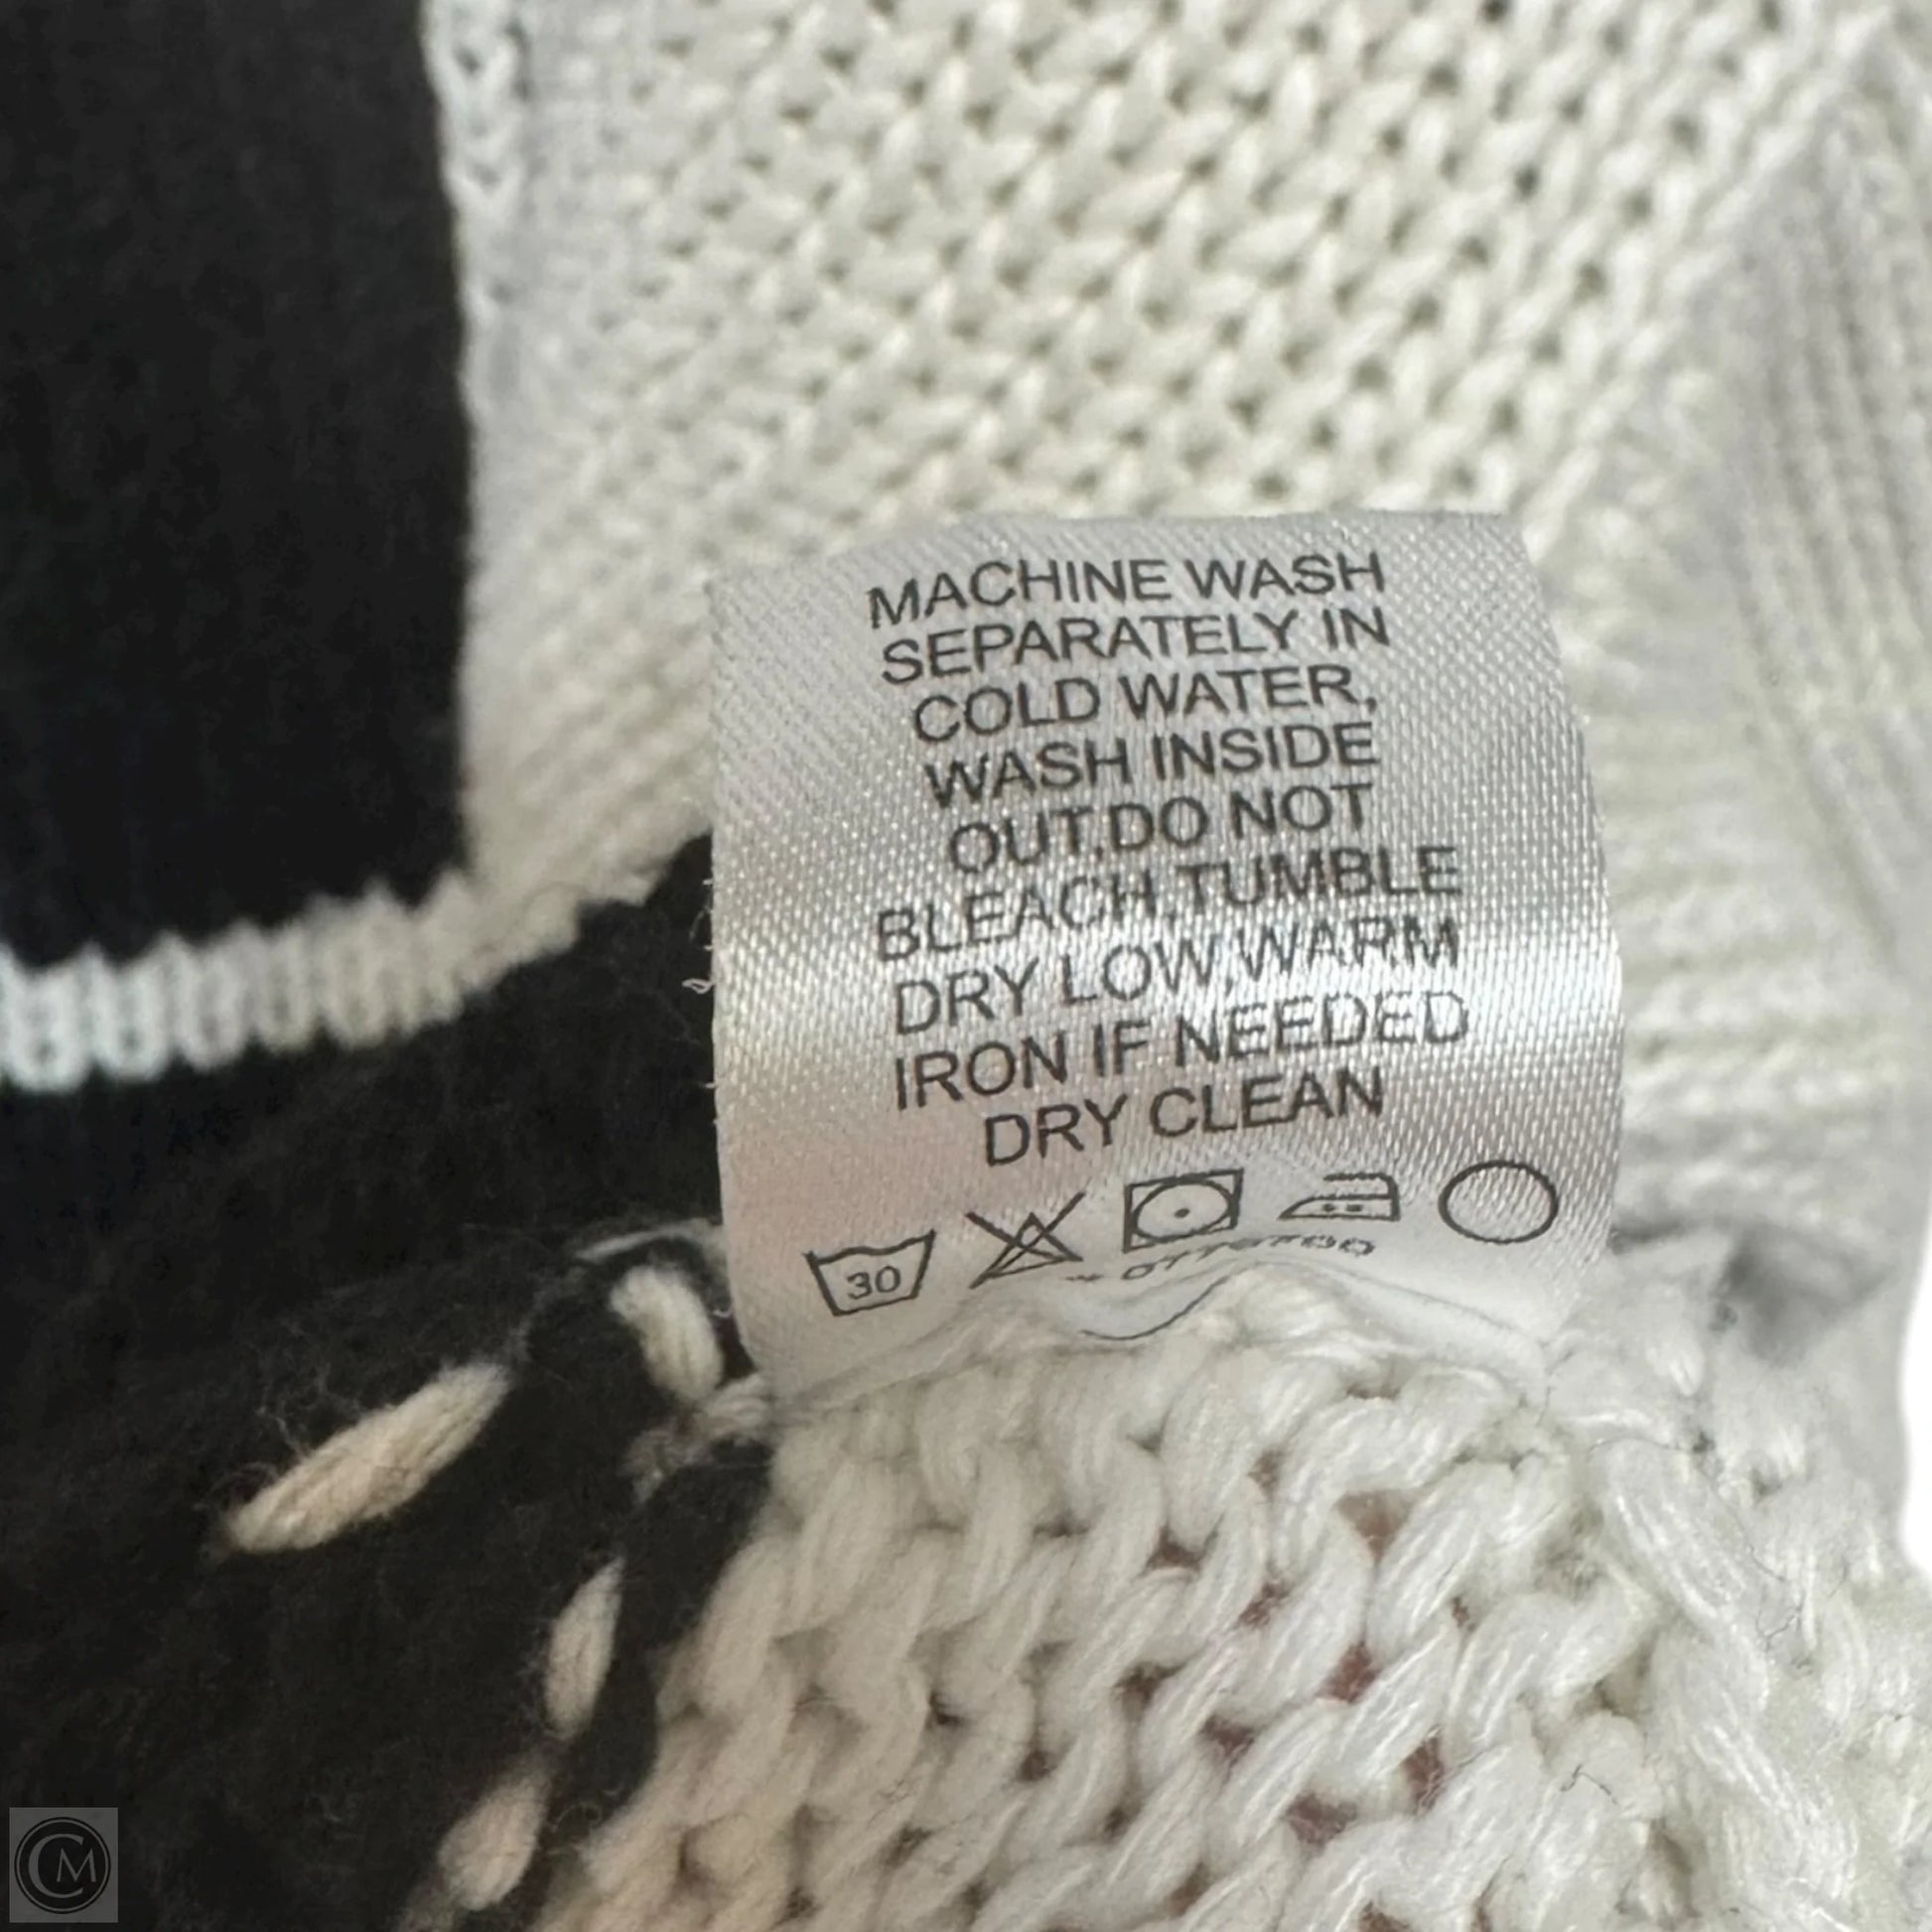 MACHINE WASH
SEPARATELY IN
COLD WATER,
WASH INSIDE
OUT,DO NOT
BLEACH,TUMBLE
DRY LOW,WARM
IRON IF NEEDED
DRY CLEAN
30
CM